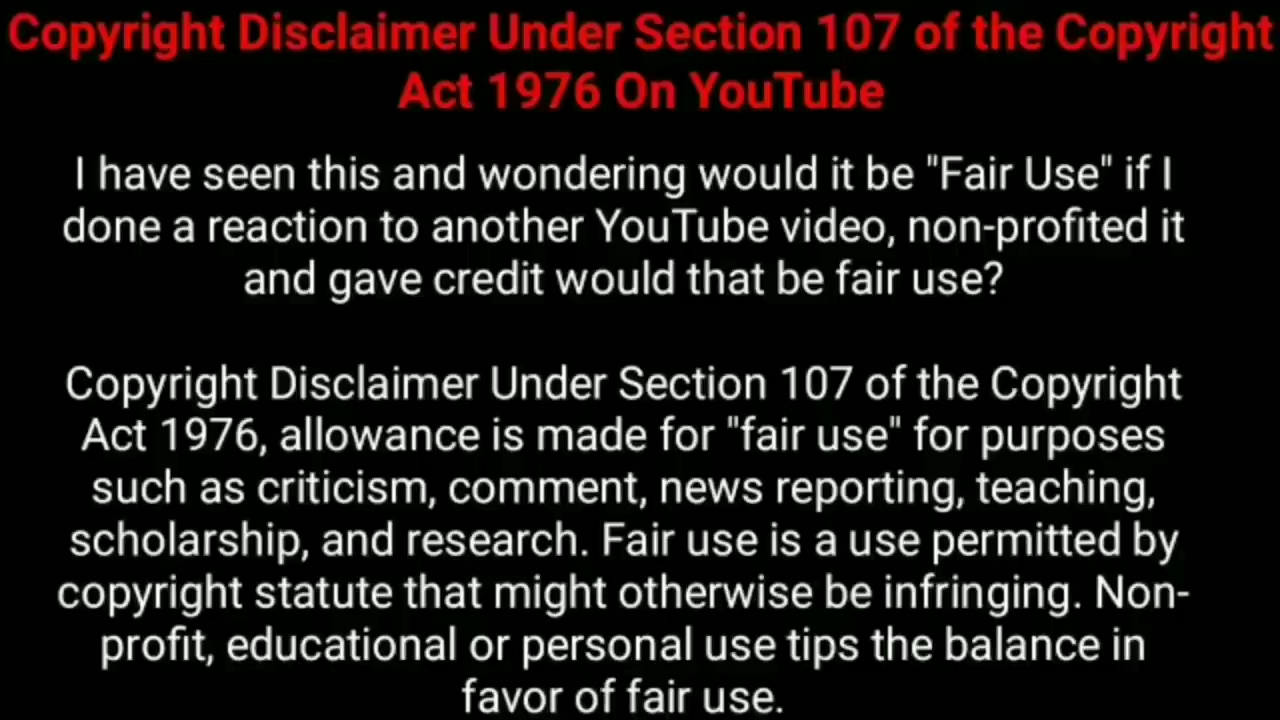 Copyright Disclaimer Under Section 107 of the Copyright
Act 1976 On YouTube
I have seen this and wondering would it be "Fair Use" if I
done a reaction to another YouTube video, non-profited it
and gave credit would that be fair use?
Copyright Disclaimer Under Section 107 of the Copyright
Act 1976, allowance is made for "fair use" for purposes
such as criticism, comment, news reporting, teaching,
scholarship, and research. Fair use is a use permitted by
copyright statute that might otherwise be infringing. Non-
profit, educational or personal use tips the balance in
favor of fair use.